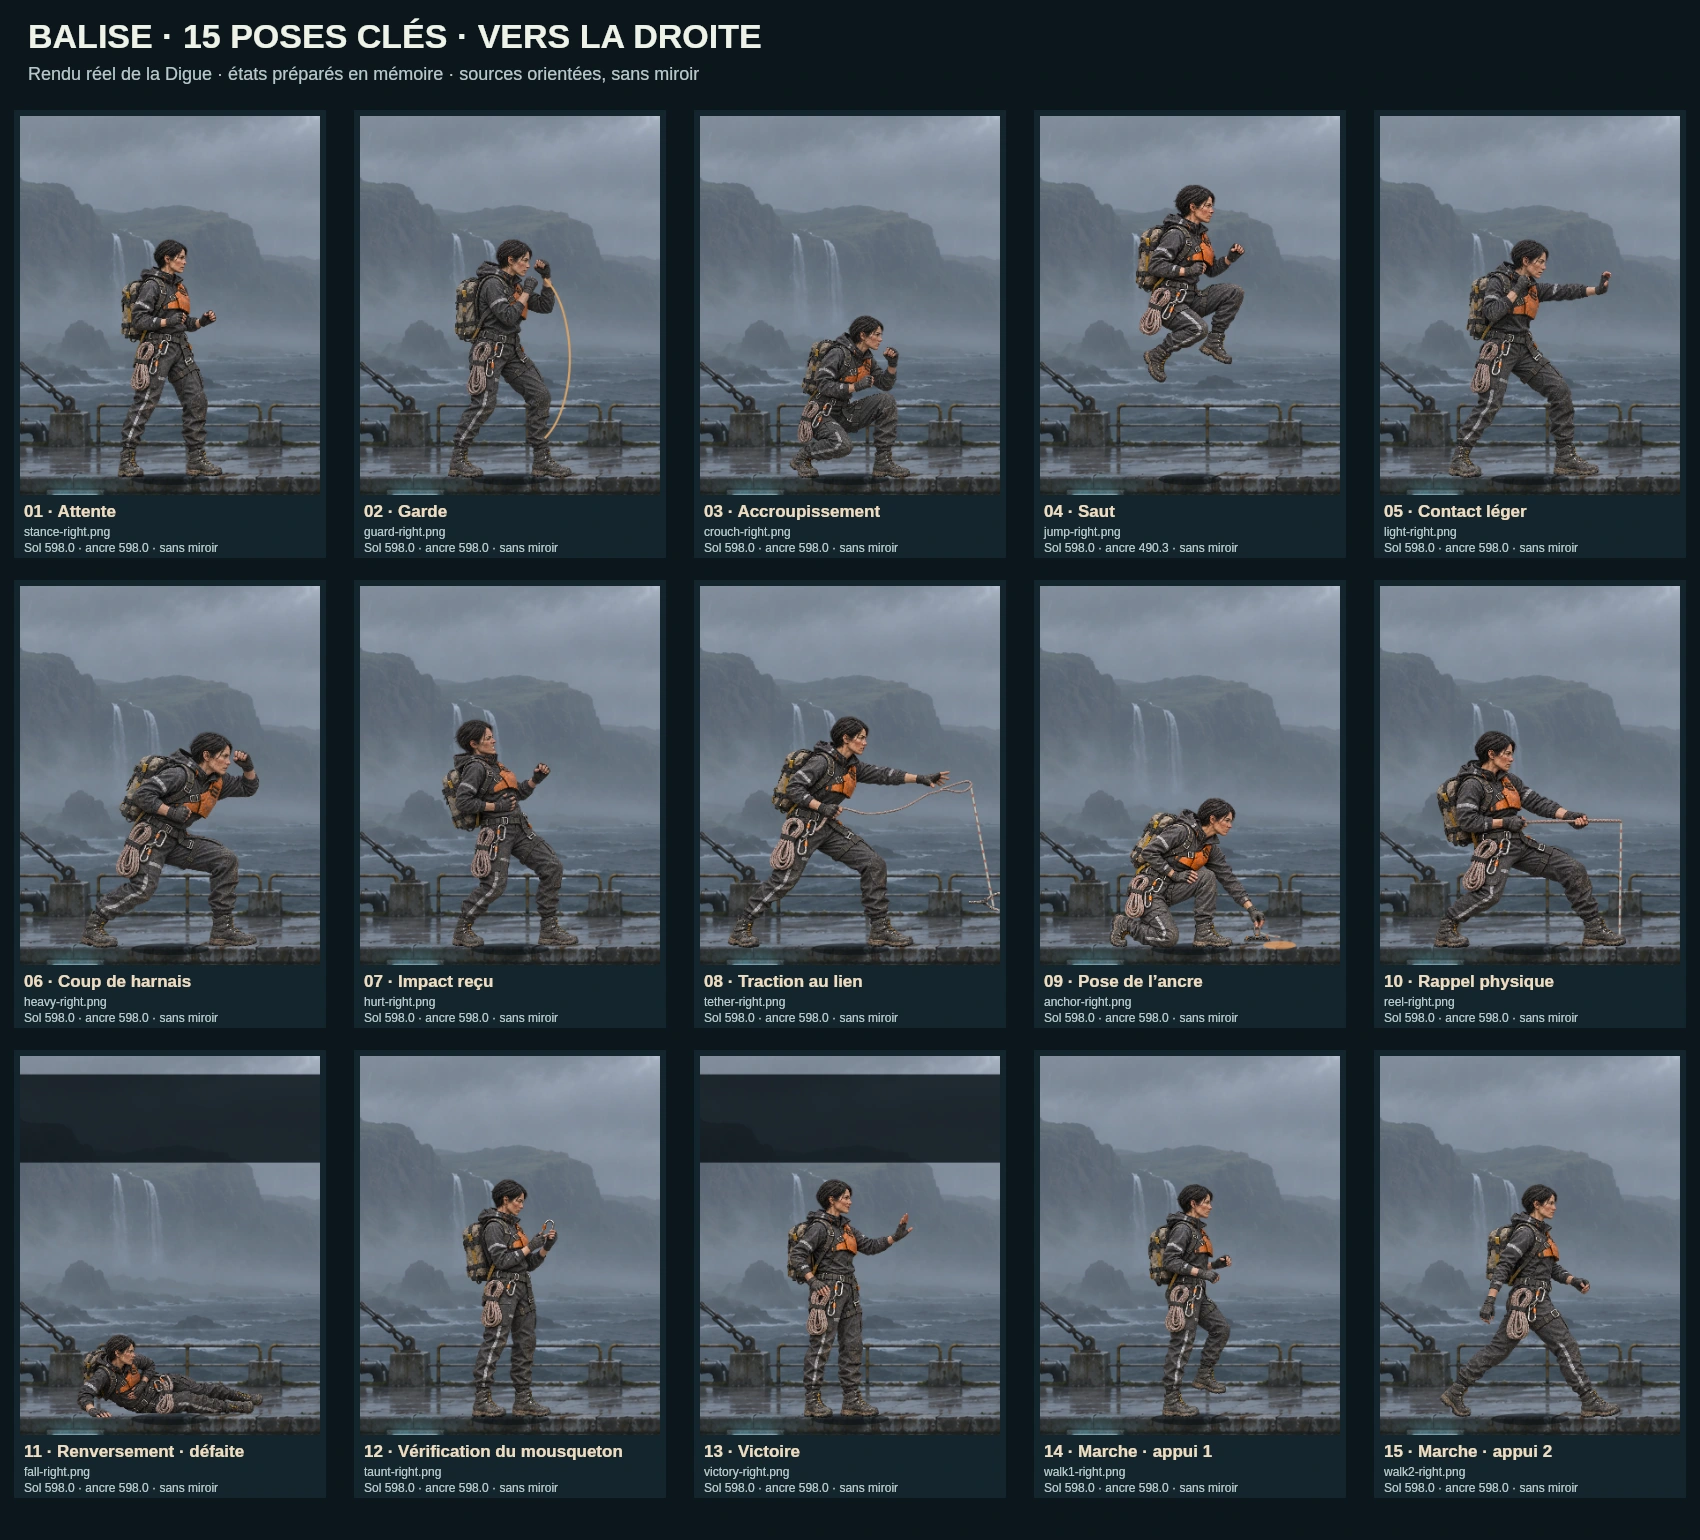 BALISE · 15 POSES CLÉS · VERS LA DROITE
Rendu réel de la Digue · états préparés en mémoire · sources orientées, sans miroir
01 · Attente
stance-right.png
Sol 598.0 · ancre 598.0 · sans miroir
02 · Garde
guard-right.png
Sol 598.0 · ancre 598.0 · sans miroir
03 · Accroupissement
crouch-right.png
Sol 598.0 · ancre 598.0 · sans miroir
04 · Saut
jump-right.png
Sol 598.0 · ancre 490.3 · sans miroir
05 · Contact léger
light-right.png
Sol 598.0 · ancre 598.0 · sans miroir
06 · Coup de harnais
heavy-right.png
Sol 598.0 · ancre 598.0 · sans miroir
07 · Impact reçu
hurt-right.png
Sol 598.0 · ancre 598.0 · sans miroir
08 · Traction au lien
tether-right.png
Sol 598.0 · ancre 598.0 · sans miroir
09 · Pose de l’ancre
anchor-right.png
Sol 598.0 · ancre 598.0 · sans miroir
10 · Rappel physique
reel-right.png
Sol 598.0 · ancre 598.0 · sans miroir
11 · Renversement · défaite
fall-right.png
Sol 598.0 · ancre 598.0 · sans miroir
12 · Vérification du mousqueton
taunt-right.png
Sol 598.0 · ancre 598.0 · sans miroir
13 · Victoire
victory-right.png
Sol 598.0 · ancre 598.0 · sans miroir
14 · Marche · appui 1
walk1-right.png
Sol 598.0 · ancre 598.0 · sans miroir
15 · Marche · appui 2
walk2-right.png
Sol 598.0 · ancre 598.0 · sans miroir